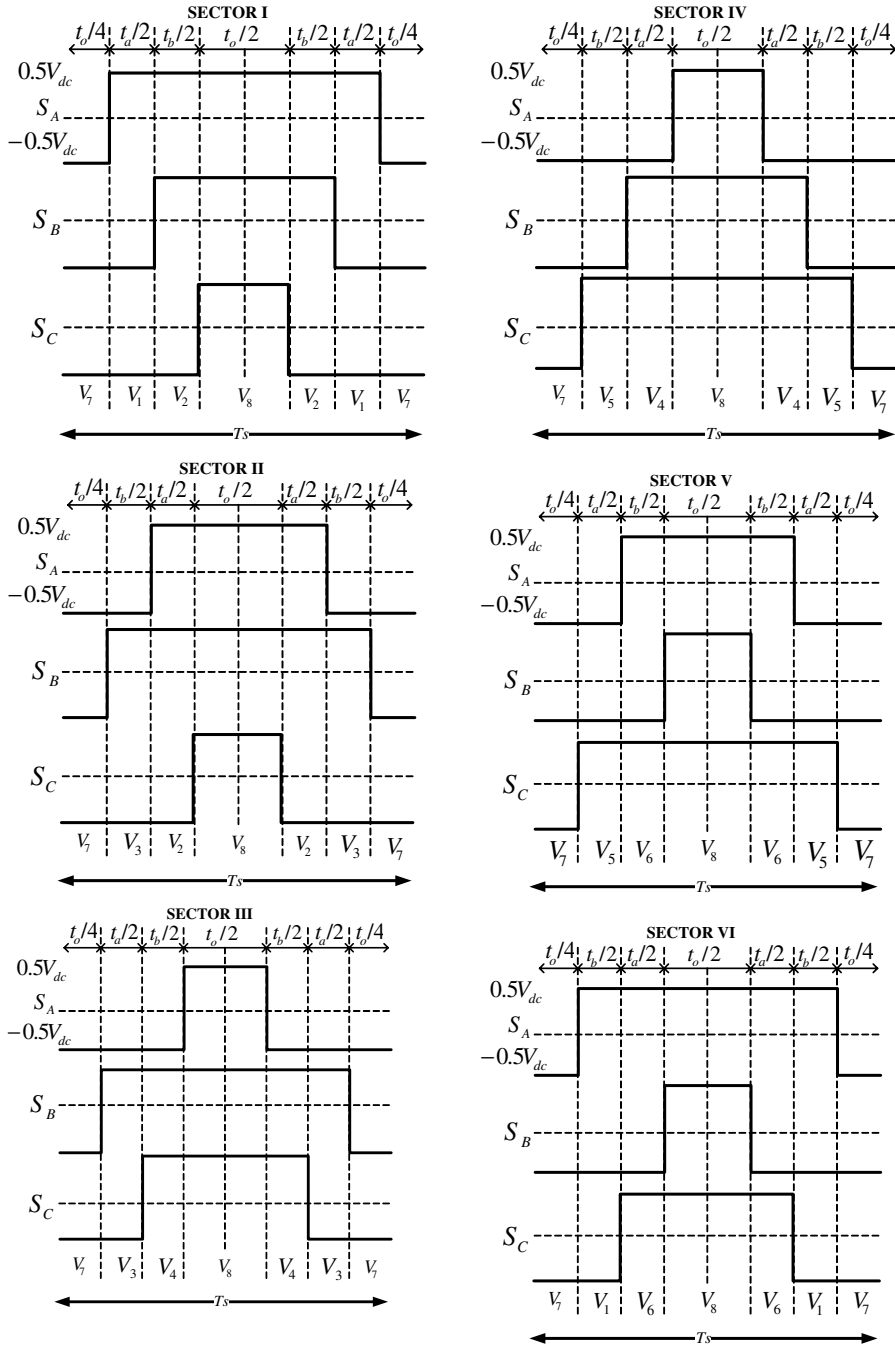 SECTOR I
t_o/4 t_a/2 t_b/2 t_o/2 t_b/2 t_a/2 t_o/4
0.5V_dc
S_A
−0.5V_dc
S_B
S_C
V_7 V_1 V_2 V_8 V_2 V_1 V_7
Ts
SECTOR IV
t_o/4 t_b/2 t_a/2 t_o/2 t_a/2 t_b/2 t_o/4
V_7 V_5 V_4 V_8 V_4 V_5 V_7
Ts
SECTOR II
t_o/4 t_b/2 t_a/2 t_o/2 t_a/2 t_b/2 t_o/4
0.5V_dc
S_A
−0.5V_dc
S_B
S_C
V_7 V_3 V_2 V_8 V_2 V_3 V_7
Ts
SECTOR V
t_o/4 t_a/2 t_b/2 t_o/2 t_b/2 t_a/2 t_o/4
0.5V_dc
S_A
−0.5V_dc
S_B
S_C
V_7 V_5 V_6 V_8 V_6 V_5 V_7
Ts
SECTOR III
t_o/4 t_a/2 t_b/2 t_o/2 t_b/2 t_a/2 t_o/4
0.5V_dc
S_A
−0.5V_dc
S_B
S_C
V_7 V_3 V_4 V_8 V_4 V_3 V_7
Ts
SECTOR VI
t_o/4 t_b/2 t_a/2 t_o/2 t_a/2 t_b/2 t_o/4
0.5V_dc
S_A
−0.5V_dc
S_B
S_C
V_7 V_1 V_6 V_8 V_6 V_1 V_7
Ts